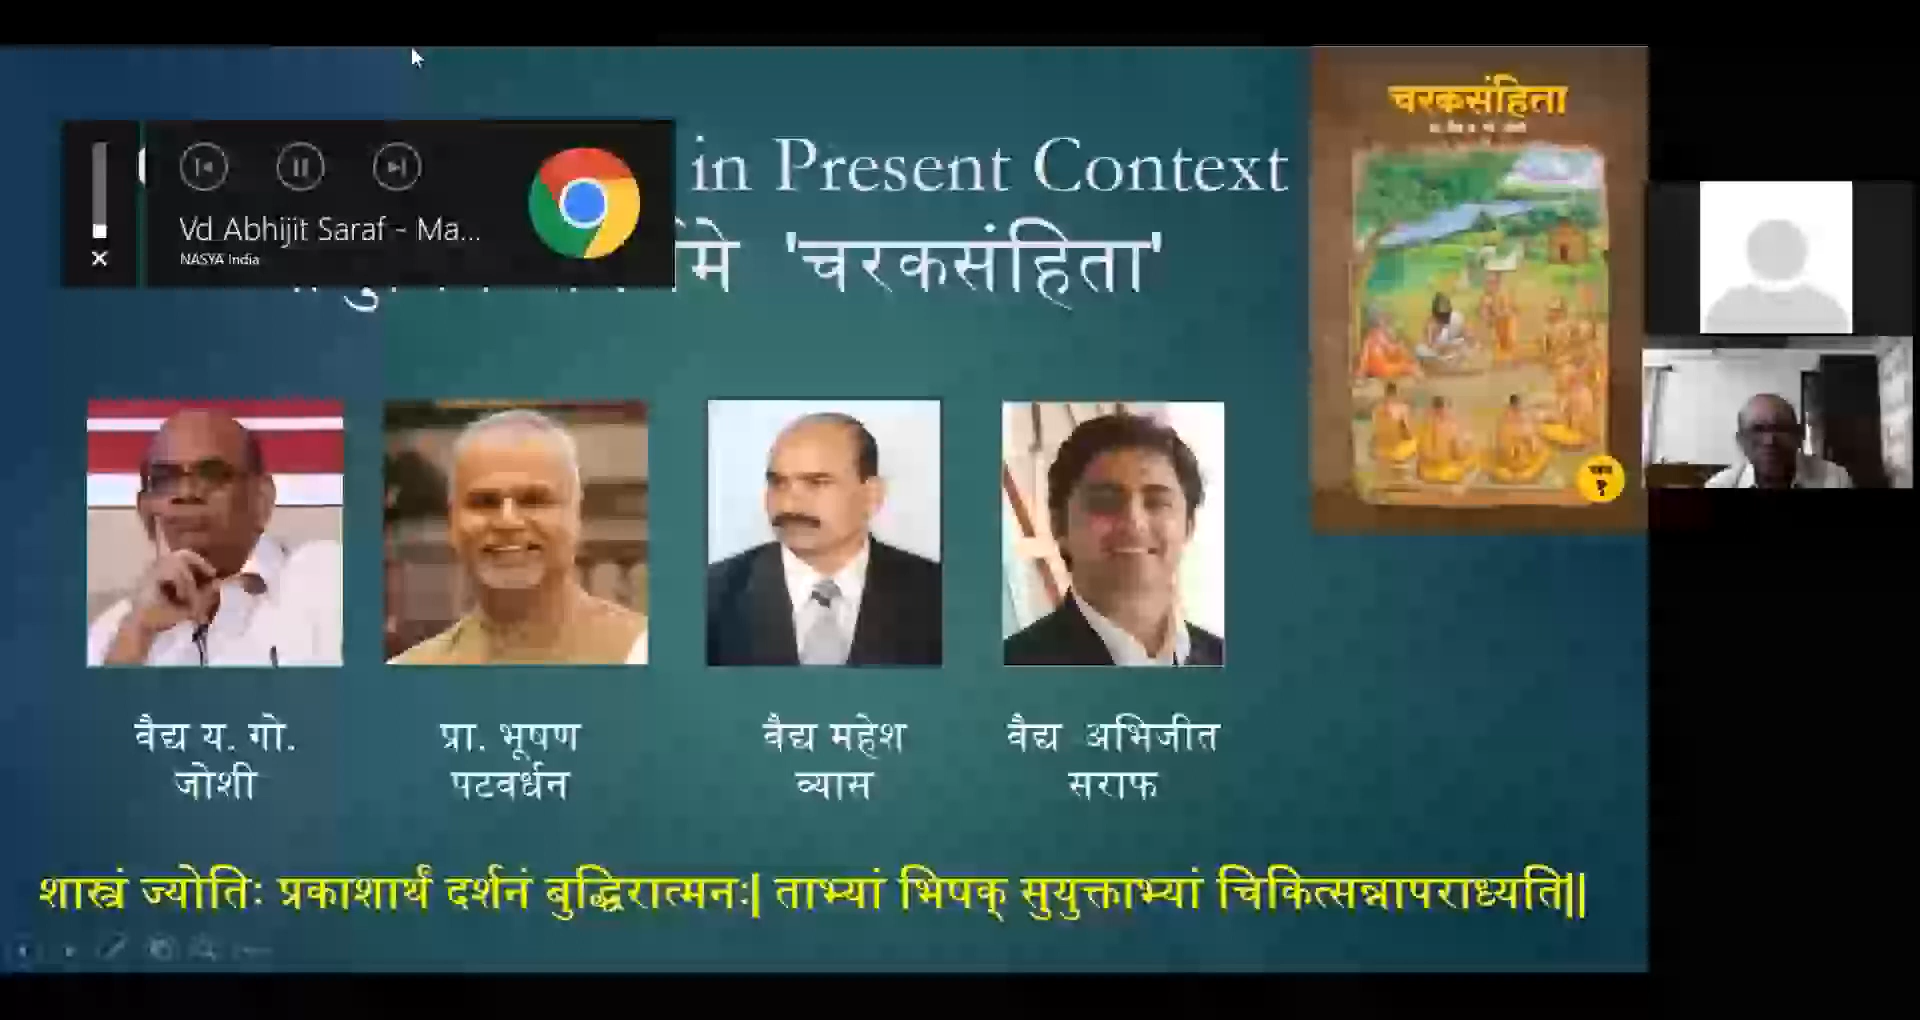 चरकसंहिता
in Present Context
Vd Abhijit Saraf - Ma...
NASYA India
'चरकसंहिता'
वैद्य य. गो.
जोशी
प्रा. भूषण
पटवर्धन
वैद्य महेश
व्यास
वैद्य अभिजीत
सराफ
शास्त्रं ज्योतिः प्रकाशार्थं दर्शनं बुद्धिरात्मनः| ताभ्यां भिषक् सुयुक्ताभ्यां चिकित्सन्नापराध्यति||